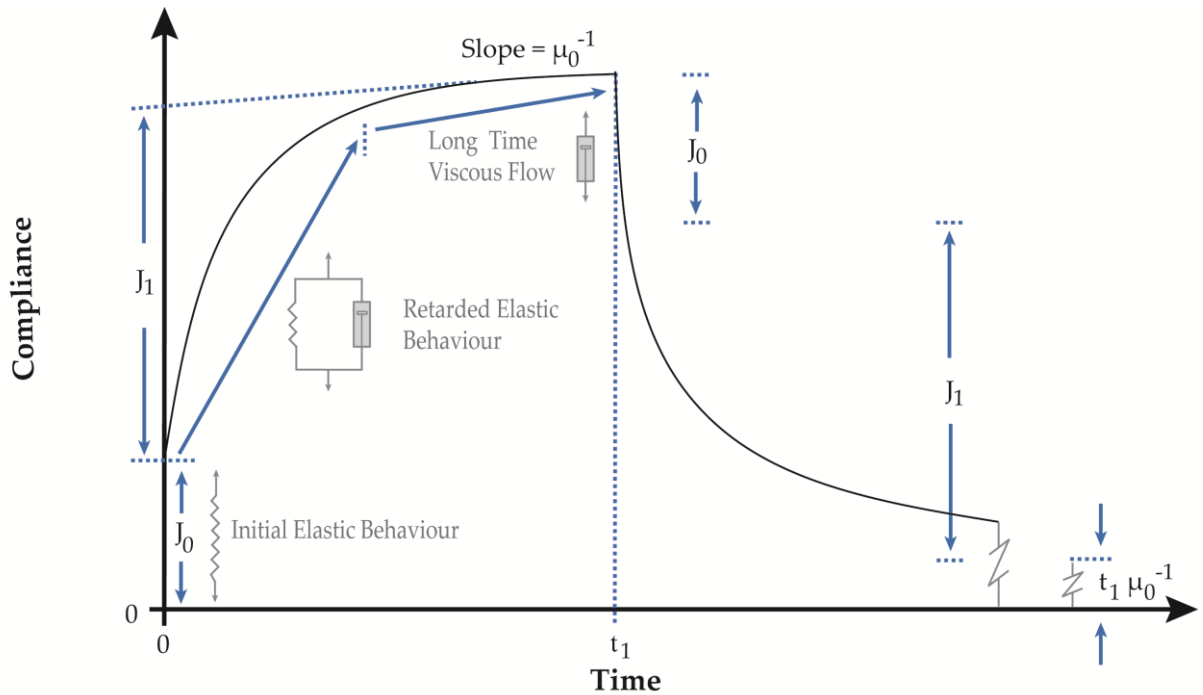 Slope = μ₀⁻¹
Long Time
Viscous Flow
J₀
J₁
Compliance
Retarded Elastic
Behaviour
J₁
J₀
Initial Elastic Behaviour
t₁ μ₀⁻¹
0
0
t₁
Time